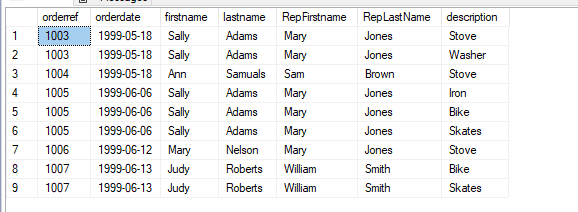 orderref orderdate firstname lastname RepFirstname RepLastName description
1 1003 1999-05-18 Sally Adams Mary Jones Stove
2 1003 1999-05-18 Sally Adams Mary Jones Washer
3 1004 1999-05-18 Ann Samuals Sam Brown Stove
4 1005 1999-06-06 Sally Adams Mary Jones Iron
5 1005 1999-06-06 Sally Adams Mary Jones Bike
6 1005 1999-06-06 Sally Adams Mary Jones Skates
7 1006 1999-06-12 Mary Nelson Mary Jones Stove
8 1007 1999-06-13 Judy Roberts William Smith Bike
9 1007 1999-06-13 Judy Roberts William Smith Skates